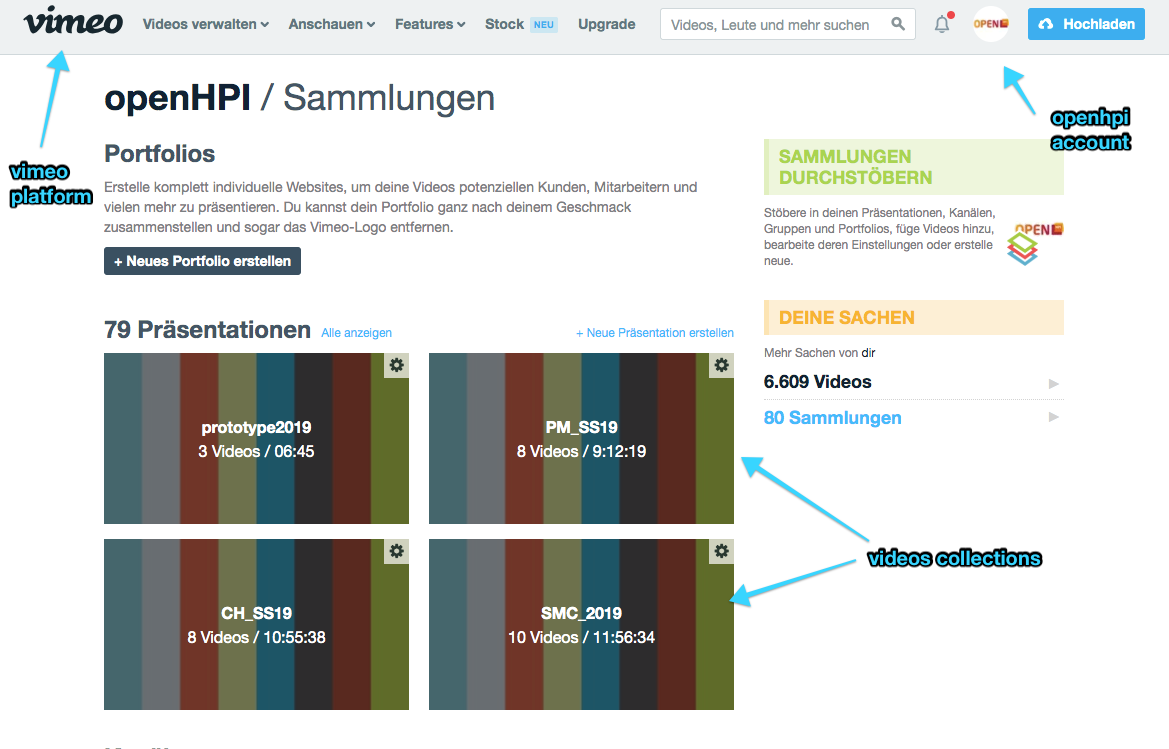 vimeo Videos verwalten Anschauen Features Stock NEU Upgrade Videos, Leute und mehr suchen OPEN Hochladen
openHPI / Sammlungen
openhpi
account
vimeo
platform
Portfolios
Erstelle komplett individuelle Websites, um deine Videos potenziellen Kunden, Mitarbeitern und
vielen mehr zu präsentieren. Du kannst dein Portfolio ganz nach deinem Geschmack
zusammenstellen und sogar das Vimeo-Logo entfernen.
+ Neues Portfolio erstellen
SAMMLUNGEN
DURCHSTÖBERN
Stöbere in deinen Präsentationen, Kanälen,
Gruppen und Portfolios, füge Videos hinzu,
bearbeite deren Einstellungen oder erstelle
neue.
OPEN
79 Präsentationen Alle anzeigen + Neue Präsentation erstellen
prototype2019
3 Videos / 06:45
PM_SS19
8 Videos / 9:12:19
CH_SS19
8 Videos / 10:55:38
SMC_2019
10 Videos / 11:56:34
DEINE SACHEN
Mehr Sachen von dir
6.609 Videos
80 Sammlungen
videos collections